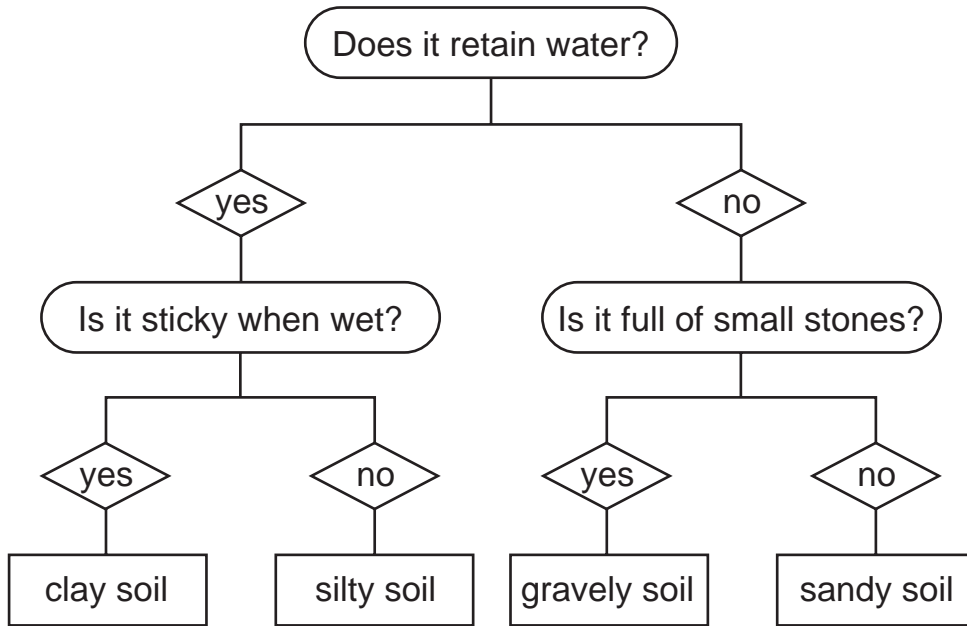 Does it retain water?
yes
no
Is it sticky when wet?
Is it full of small stones?
yes
no
yes
no
clay soil
silty soil
gravely soil
sandy soil